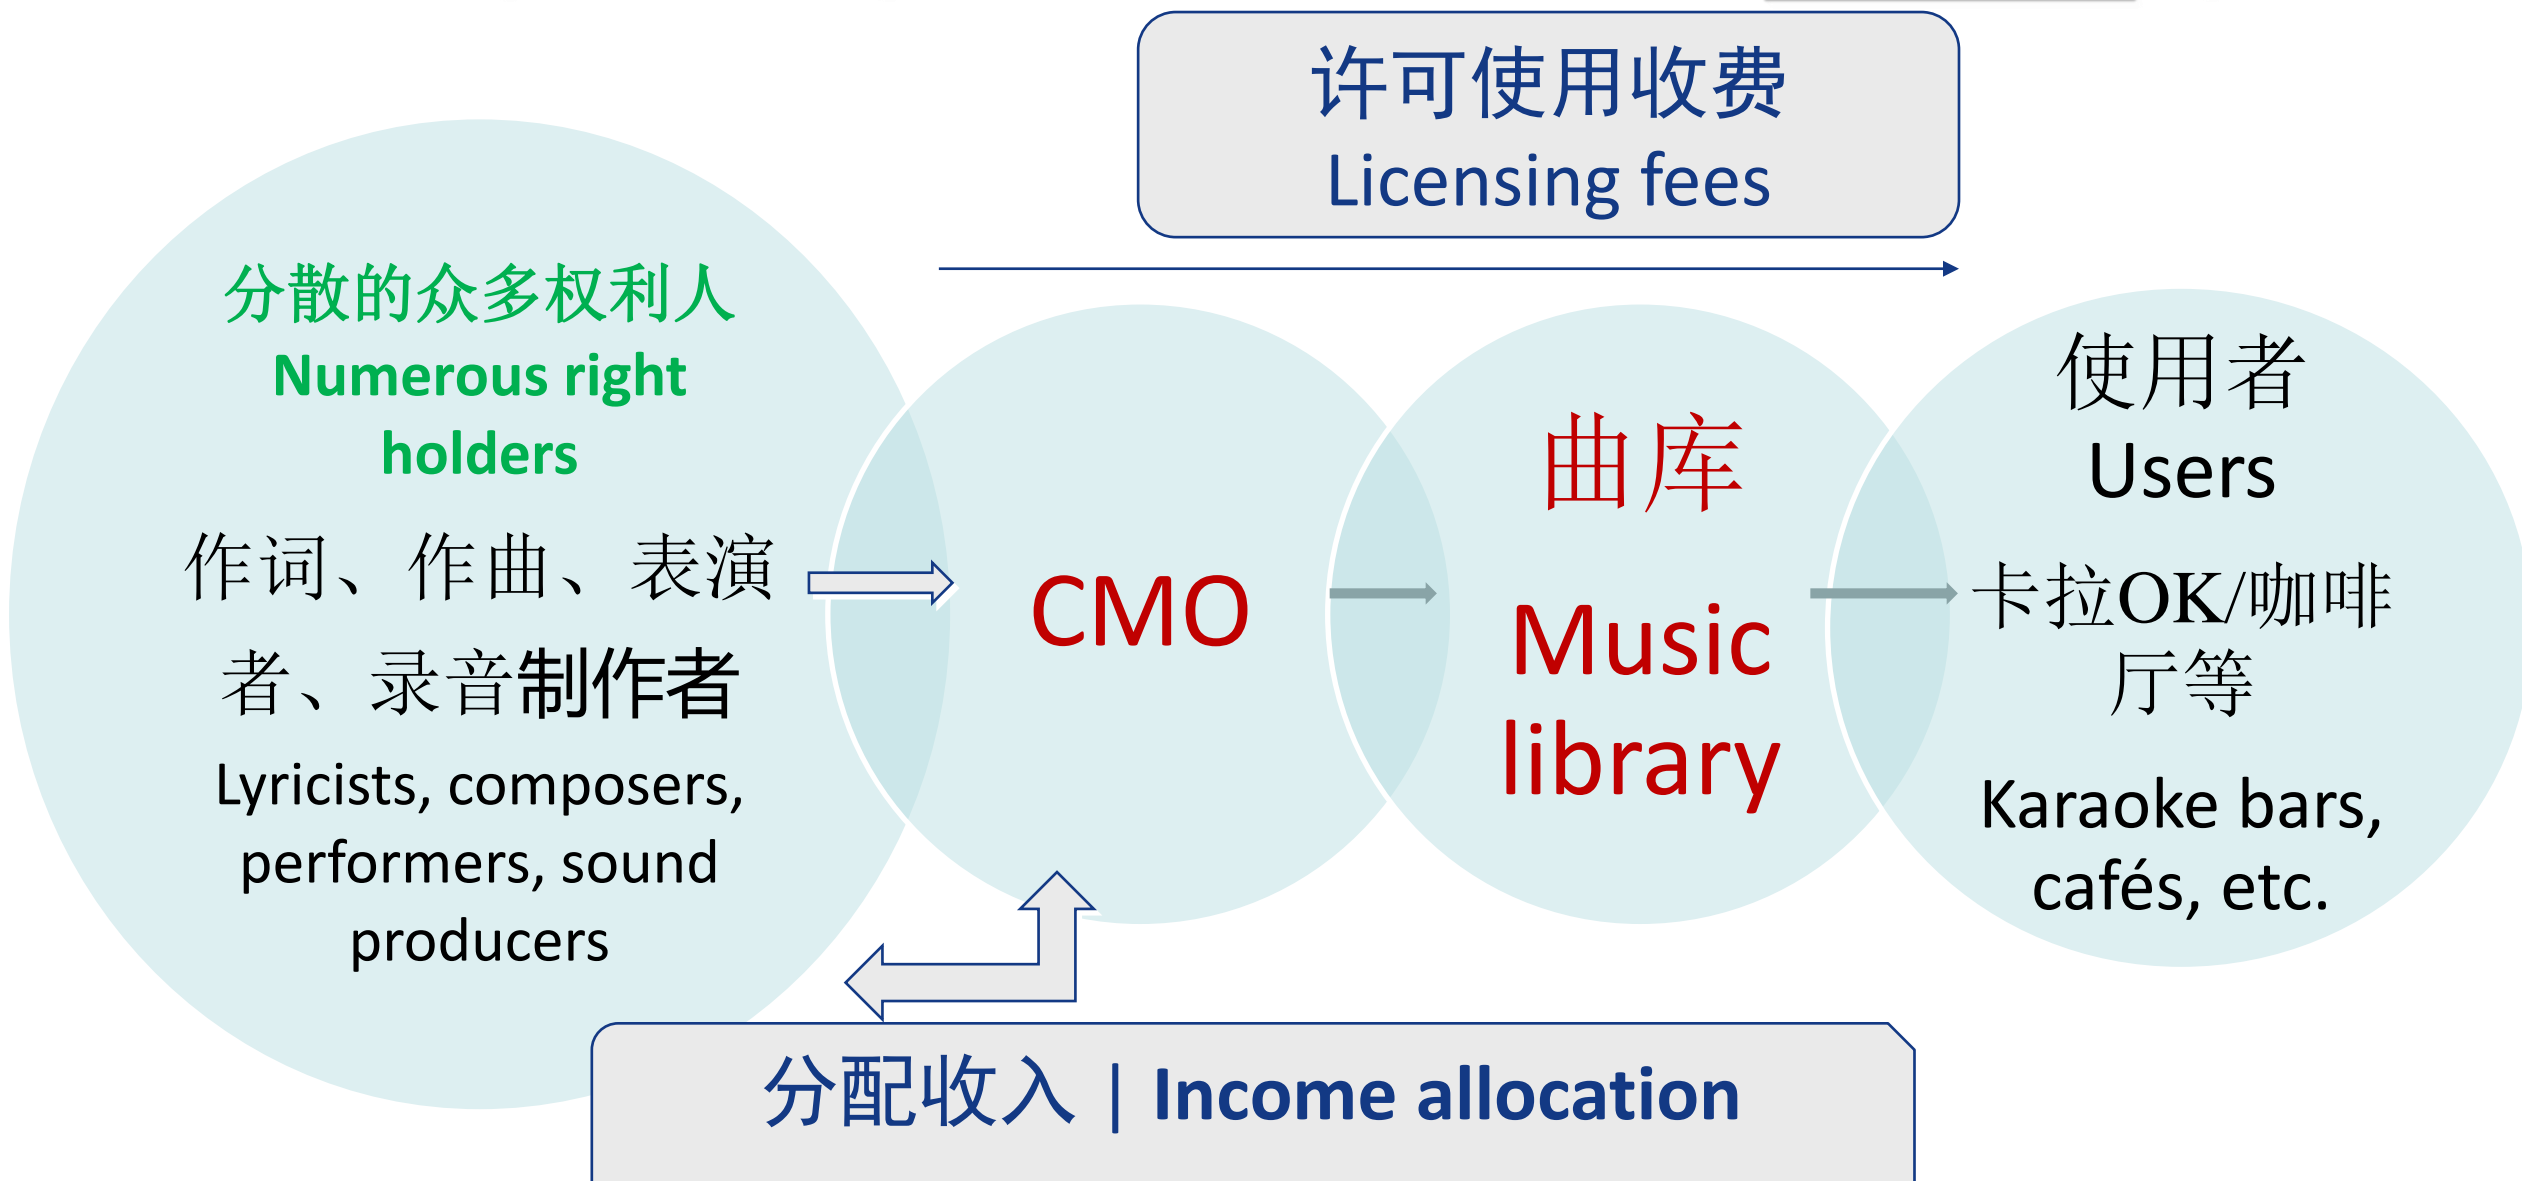 许可使用收费
Licensing fees
分散的众多权利人
Numerous right
holders
作词、作曲、表演
者、录音制作者
Lyricists, composers,
performers, sound
producers
CMO
曲库
Music
library
使用者
Users
卡拉OK/咖啡
厅等
Karaoke bars,
cafés, etc.
分配收入 | Income allocation